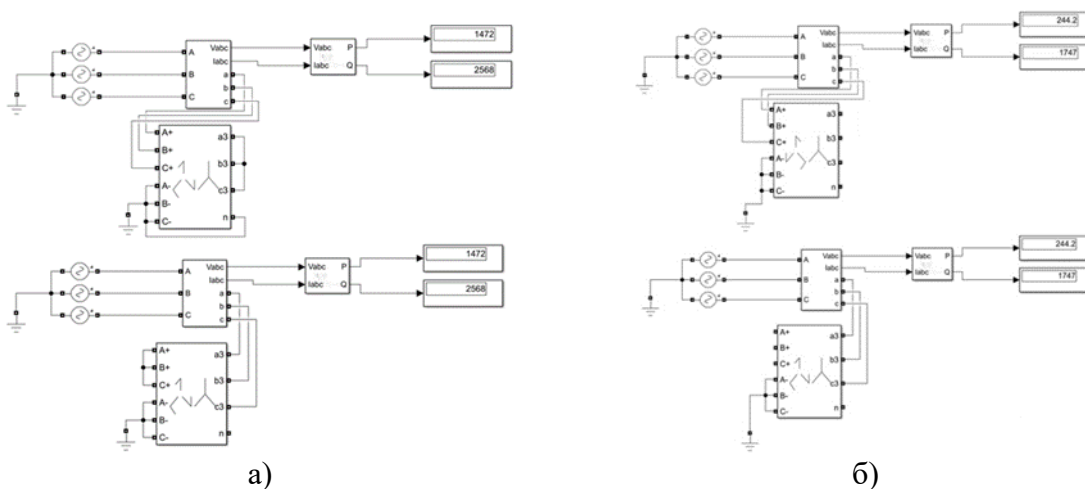 1472
Vabc
A
Iabc
Vabc
P
B
a
Iabc
Q
2568
b
C
c
A+
a3
B+
C+
b3
A-
B-
c3
C-
n
244.2
Vabc
A
Iabc
Vabc
P
B
a
Iabc
Q
1747
b
C
c
A+
a3
B+
C+
b3
A-
B-
c3
C-
n
1472
Vabc
A
Iabc
Vabc
P
B
a
Iabc
Q
2568
b
C
c
A+
a3
B+
C+
b3
A-
B-
c3
C-
n
244.2
Vabc
A
Iabc
Vabc
P
B
a
Iabc
Q
1747
b
C
c
A+
a3
B+
C+
b3
A-
B-
c3
C-
n
а)
б)